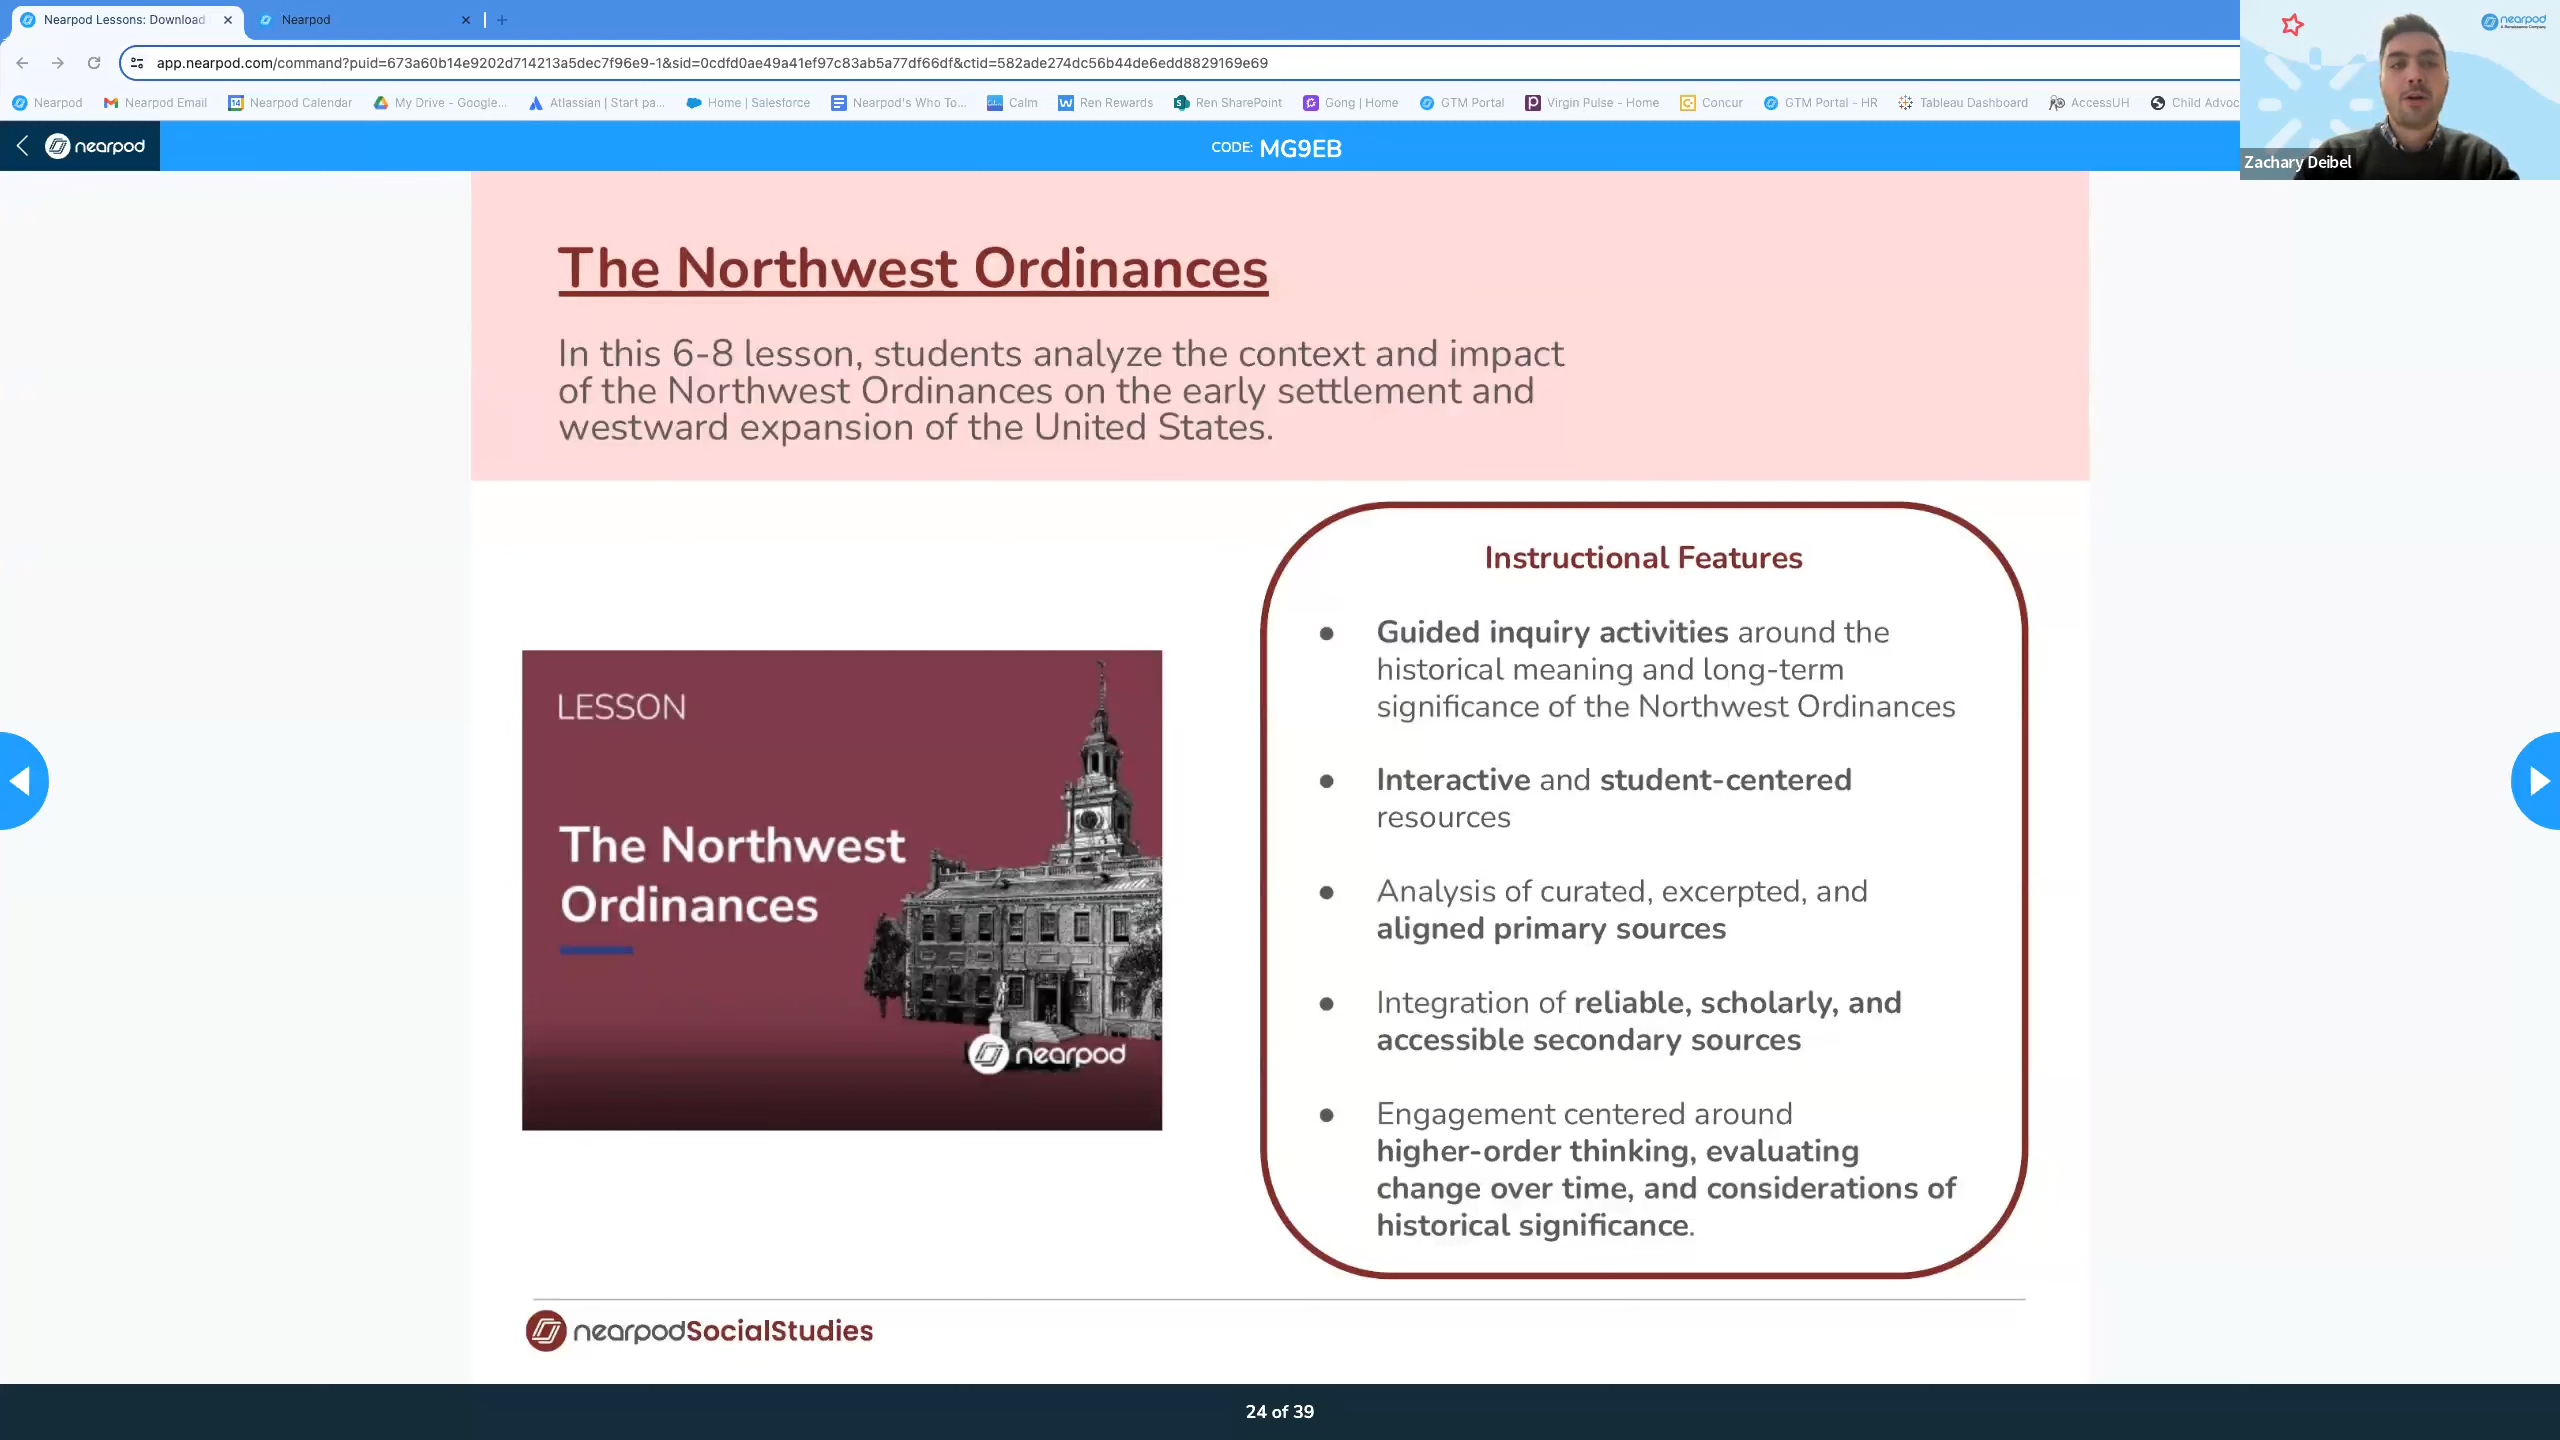 Nearpod Lessons: Download
Nearpod
app.nearpod.com/command?puid=673a60b14e9202d714213a5dec7f96e9-1&sid=0cdfd0ae49a41ef97c83ab5a77df66df&ctid=582ade274dc56b44de6edd8829169e69
Nearpod
Nearpod Email
Nearpod Calendar
My Drive - Google...
Atlassian | Start pa...
Home | Salesforce
Nearpod's Who To...
Calm
Ren Rewards
Ren SharePoint
Gong | Home
GTM Portal
Virgin Pulse - Home
Concur
GTM Portal - HR
Tableau Dashboard
AccessUH
Child Advoc
nearpod
CODE: MG9EB
nearpod
A Renaissance Company
Zachary Deibel
The Northwest Ordinances
In this 6-8 lesson, students analyze the context and impact
of the Northwest Ordinances on the early settlement and
westward expansion of the United States.
LESSON
The Northwest
Ordinances
nearpod
Instructional Features
● Guided inquiry activities around the
historical meaning and long-term
significance of the Northwest Ordinances
● Interactive and student-centered
resources
● Analysis of curated, excerpted, and
aligned primary sources
● Integration of reliable, scholarly, and
accessible secondary sources
● Engagement centered around
higher-order thinking, evaluating
change over time, and considerations of
historical significance.
nearpodSocialStudies
24 of 39